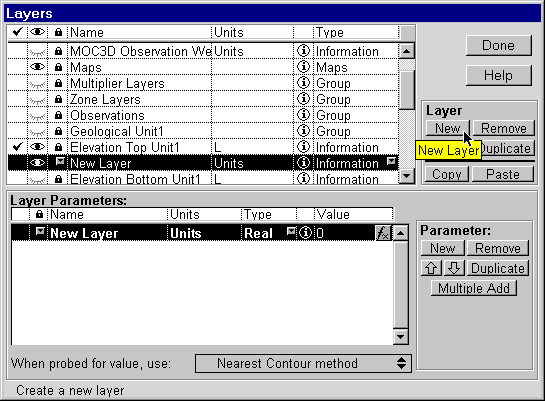 Layers
Name Units Type
MOC3D Observation We Units Information
Maps Maps
Multiplier Layers Group
Zone Layers Group
Observations Group
Geological Unit1 Group
Elevation Top Unit1 L Information
New Layer Units Information
Elevation Bottom Unit1 L Information
Done
Help
Layer
New Remove
New Layer Duplicate
Copy Paste
Layer Parameters:
Name Units Type Value
New Layer Units Real 0 fx
Parameter:
New Remove
Duplicate
Multiple Add
When probed for value, use: Nearest Contour method
Create a new layer